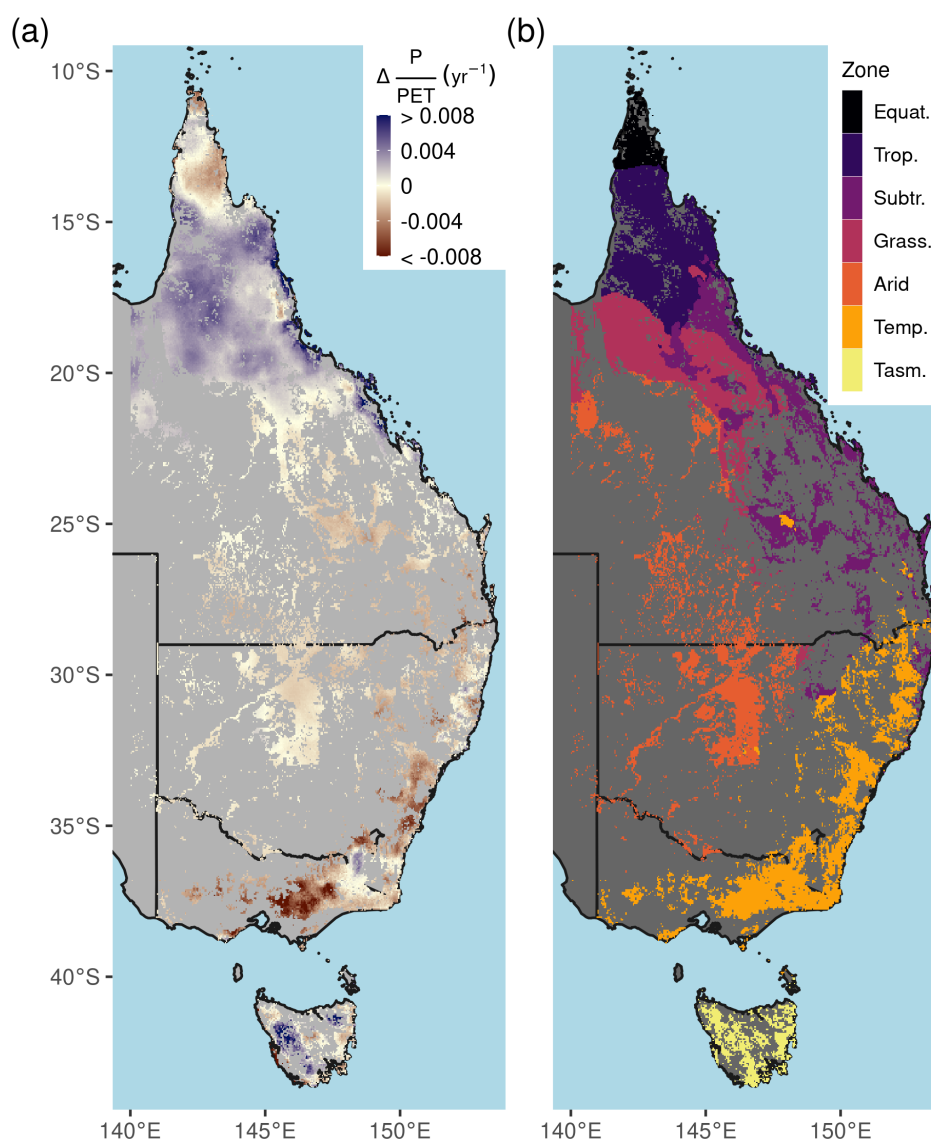 (a)
(b)
Δ P/PET (yr⁻¹)
> 0.008
0.004
0
-0.004
< -0.008
Zone
Equat.
Trop.
Subtr.
Grass.
Arid
Temp.
Tasm.
10°S
15°S
20°S
25°S
30°S
35°S
40°S
140°E 145°E 150°E
140°E 145°E 150°E